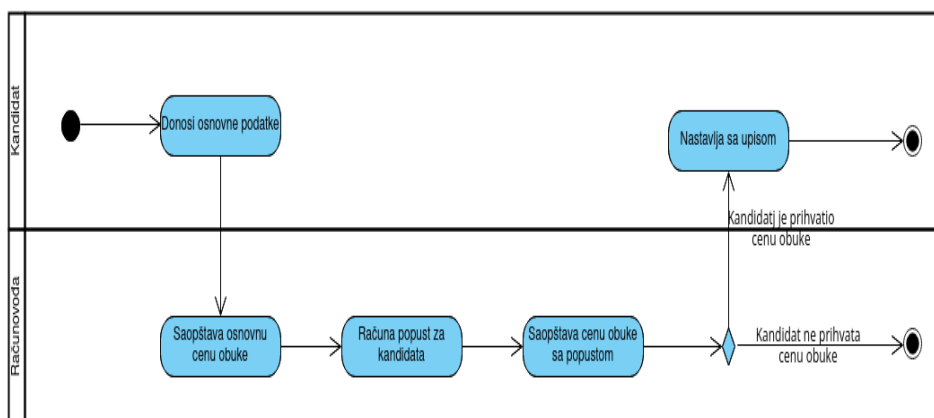 Kandidat
Donosi osnovne podatke
Nastavlja sa upisom
Kandidatj je prihvatio
cenu obuke
Računovođa
Saopštava osnovnu
cenu obuke
Računa popust za
kandidata
Saopštava cenu obuke
sa popustom
Kandidat ne prihvata
cenu obuke